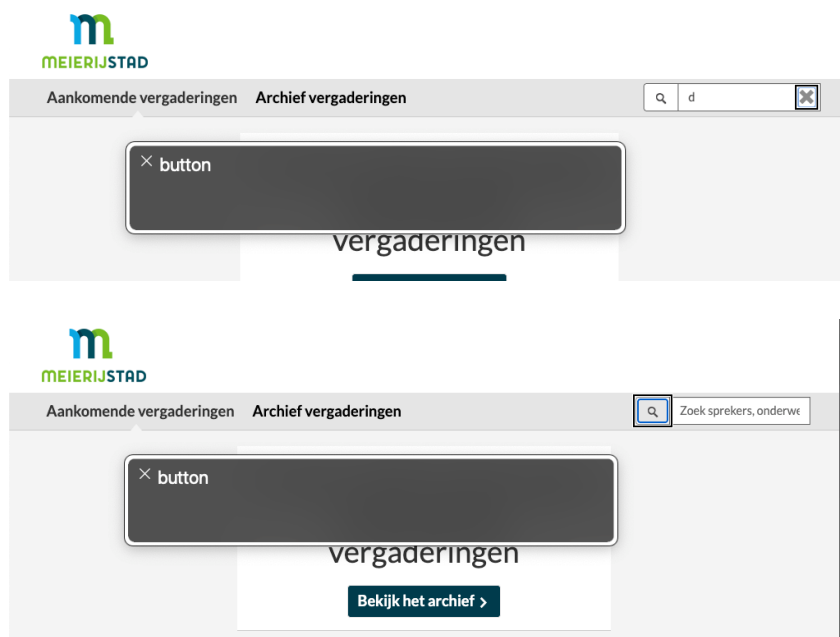 MEIERIJSTAD
Aankomende vergaderingen Archief vergaderingen d
button
vergaderingen
MEIERIJSTAD
Aankomende vergaderingen Archief vergaderingen Zoek sprekers, onderwe
button
vergaderingen
Bekijk het archief